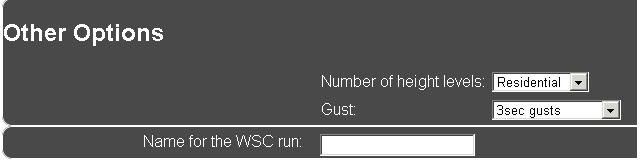 Other Options
Number of height levels: Residential
Gust: 3sec gusts
Name for the WSC run: